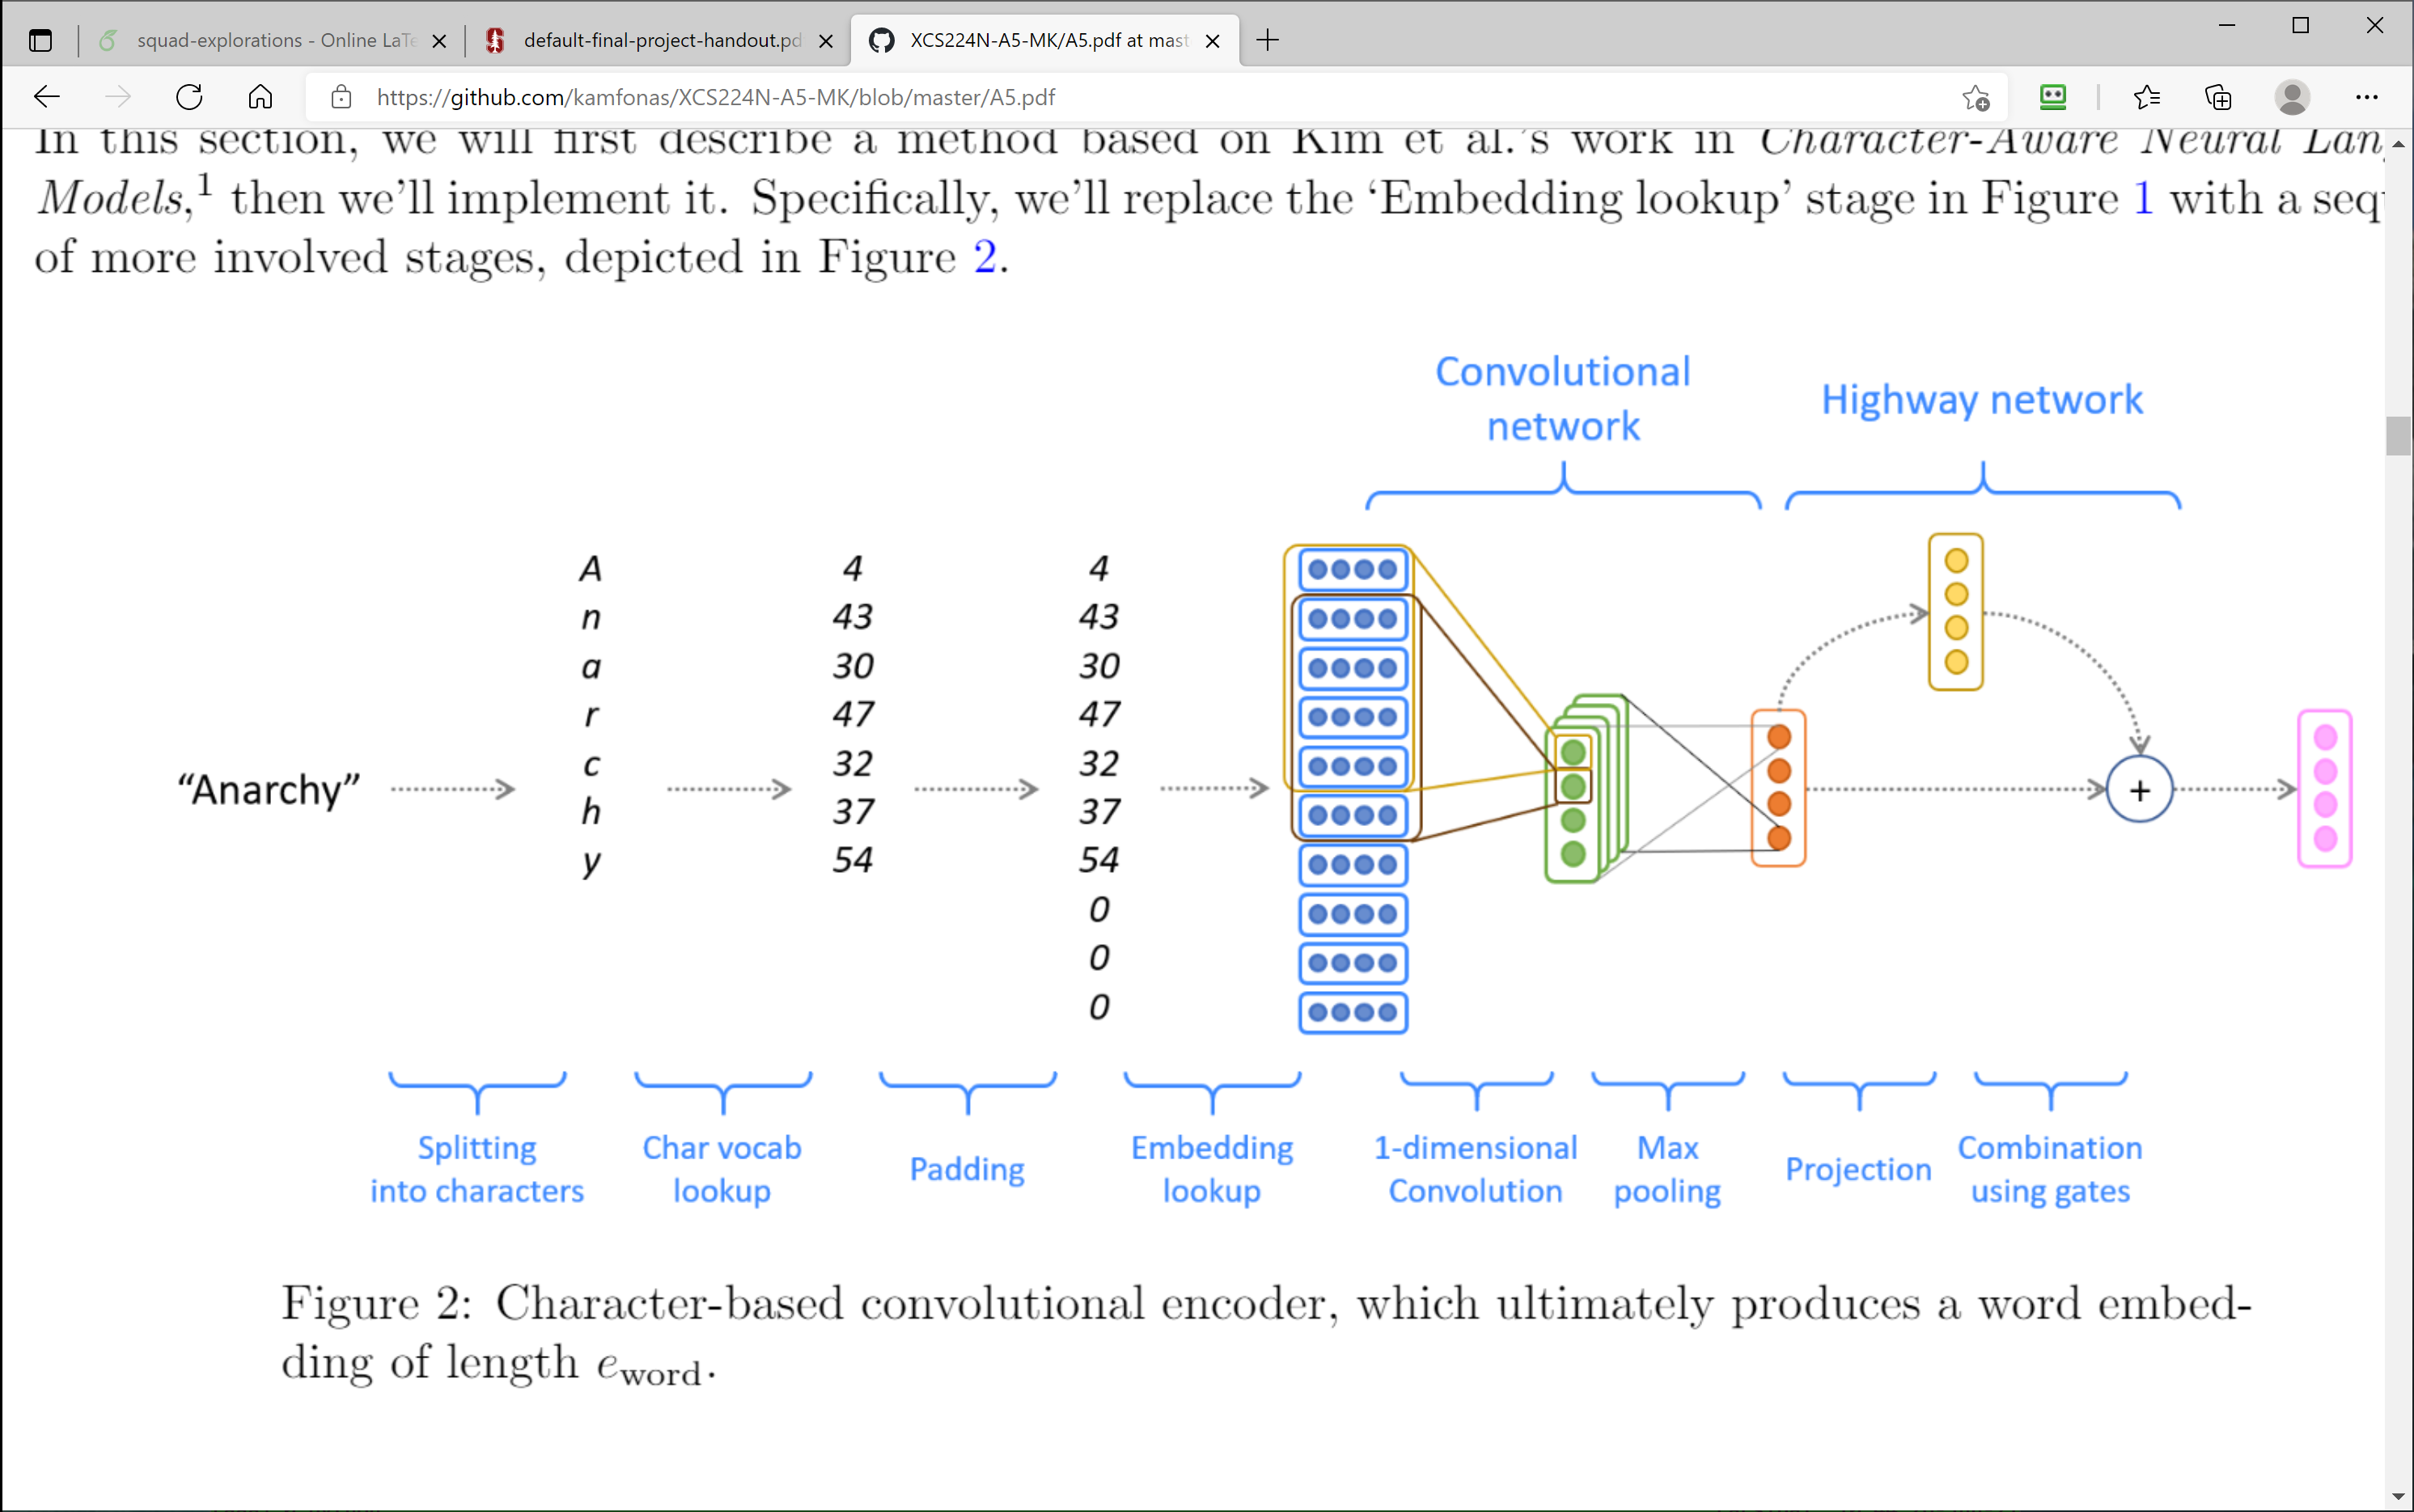 squad-explorations - Online LaTe
default-final-project-handout.pd
XCS224N-A5-MK/A5.pdf at mast
https://github.com/kamfonas/XCS224N-A5-MK/blob/master/A5.pdf
In this section, we will first describe a method based on Kim et al.'s work in Character-Aware Neural Lan
Models,1 then we'll implement it. Specifically, we'll replace the ‘Embedding lookup’ stage in Figure 1 with a seq
of more involved stages, depicted in Figure 2.
Convolutional
network
Highway network
A 4 4
n 43 43
a 30 30
r 47 47
c 32 32
“Anarchy”
h 37 37
y 54 54
0
0
0
+
Splitting
into characters
Char vocab
lookup
Padding
Embedding
lookup
1-dimensional
Convolution
Max
pooling
Projection
Combination
using gates
Figure 2: Character-based convolutional encoder, which ultimately produces a word embed-
ding of length eword.